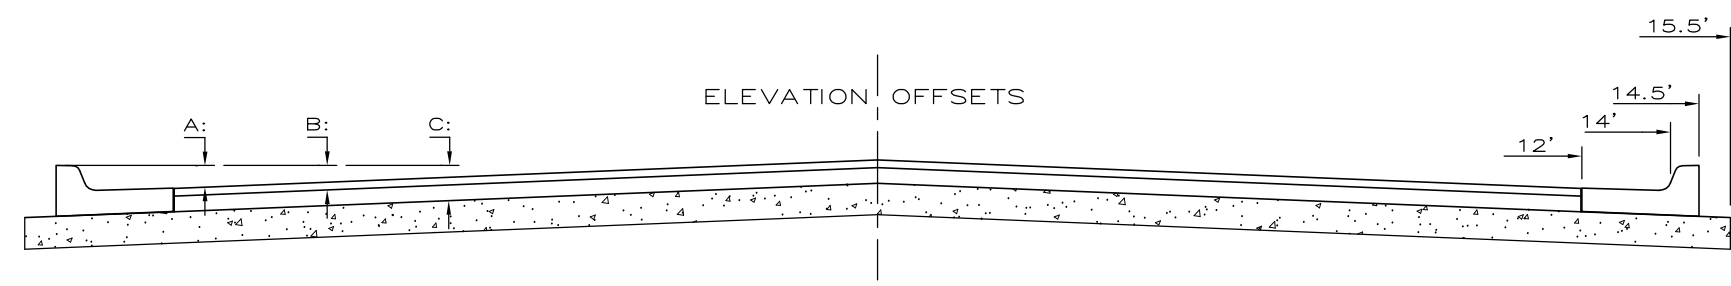 15.5'
ELEVATION OFFSETS
14.5'
A:
B:
C:
14'
12'